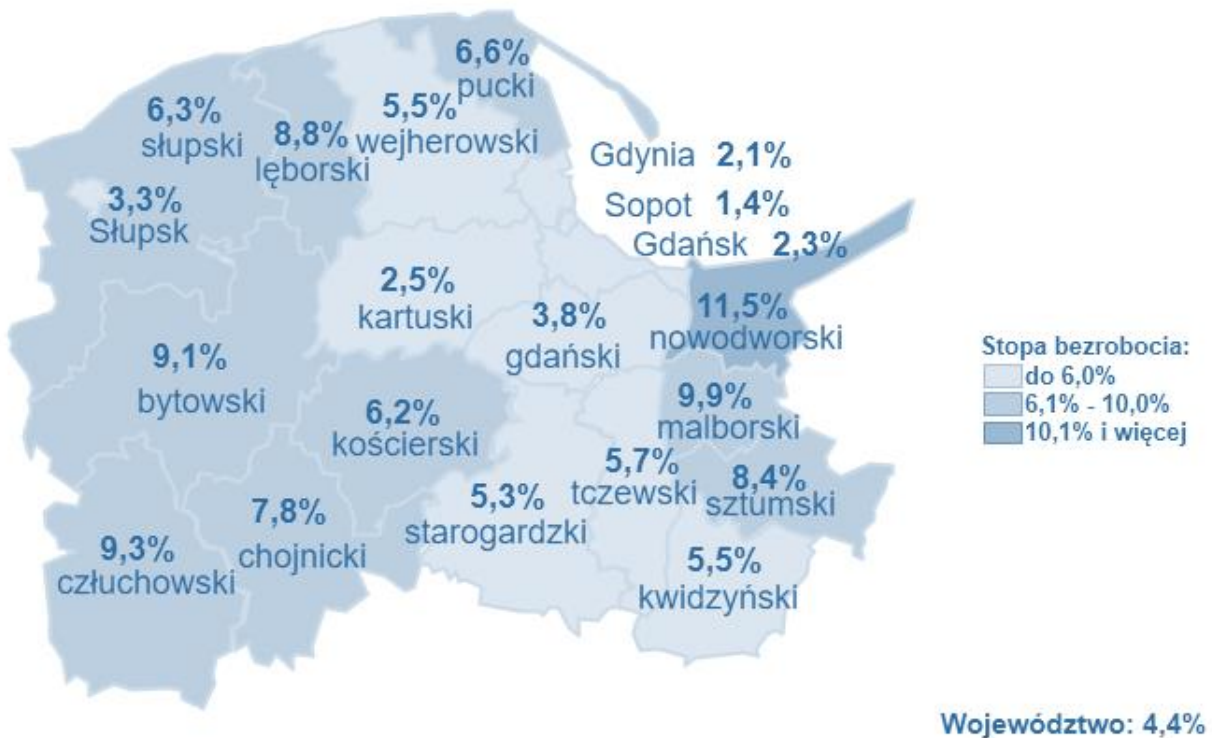 6,6%
pucki
6,3%
słupski
8,8%
lęborski
5,5%
wejherowski
Gdynia 2,1%
3,3%
Słupsk
Sopot 1,4%
Gdańsk 2,3%
2,5%
kartuski
3,8%
gdański
11,5%
nowodworski
9,1%
bytowski
6,2%
kościerski
9,9%
malborski
5,7%
tczewski
8,4%
sztumski
5,3%
starogardzki
7,8%
chojnicki
9,3%
człuchowski
5,5%
kwidzyński
Stopa bezrobocia:
do 6,0%
6,1% - 10,0%
10,1% i więcej
Województwo: 4,4%